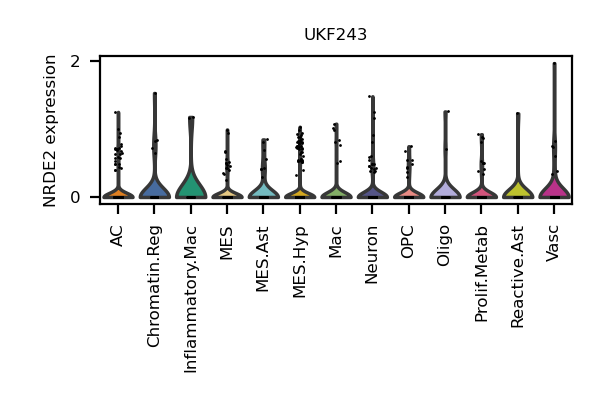 UKF243
NRDE2 expression
2
0
AC
Chromatin.Reg
Inflammatory.Mac
MES
MES.Ast
MES.Hyp
Mac
Neuron
OPC
Oligo
Prolif.Metab
Reactive.Ast
Vasc